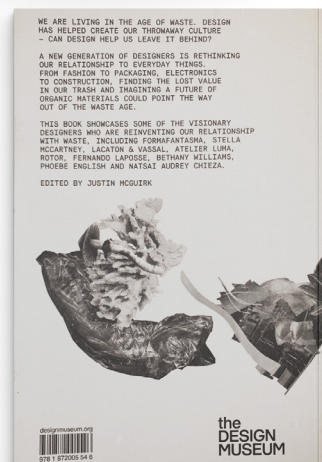 WE ARE LIVING IN THE AGE OF WASTE. DESIGN
HAS HELPED CREATE OUR THROWAWAY CULTURE
– CAN DESIGN HELP US LEAVE IT BEHIND?
A NEW GENERATION OF DESIGNERS IS RETHINKING
OUR RELATIONSHIP TO EVERYDAY THINGS.
FROM FASHION TO PACKAGING, ELECTRONICS
TO CONSTRUCTION, FINDING THE LOST VALUE
IN OUR TRASH AND IMAGINING A FUTURE OF
ORGANIC MATERIALS COULD POINT THE WAY
OUT OF THE WASTE AGE.
THIS BOOK SHOWCASES SOME OF THE VISIONARY
DESIGNERS WHO ARE REINVENTING OUR RELATIONSHIP
WITH WASTE, INCLUDING FORMAFANTASMA, STELLA
MCCARTNEY, LACATON & VASSAL, ATELIER LUMA,
ROTOR, FERNANDO LAPOSSE, BETHANY WILLIAMS,
PHOEBE ENGLISH AND NATSAI AUDREY CHIEZA.
EDITED BY JUSTIN MCGUIRK
designmuseum.org
978 1 872005 54 6
the
DESIGN
MUSEUM